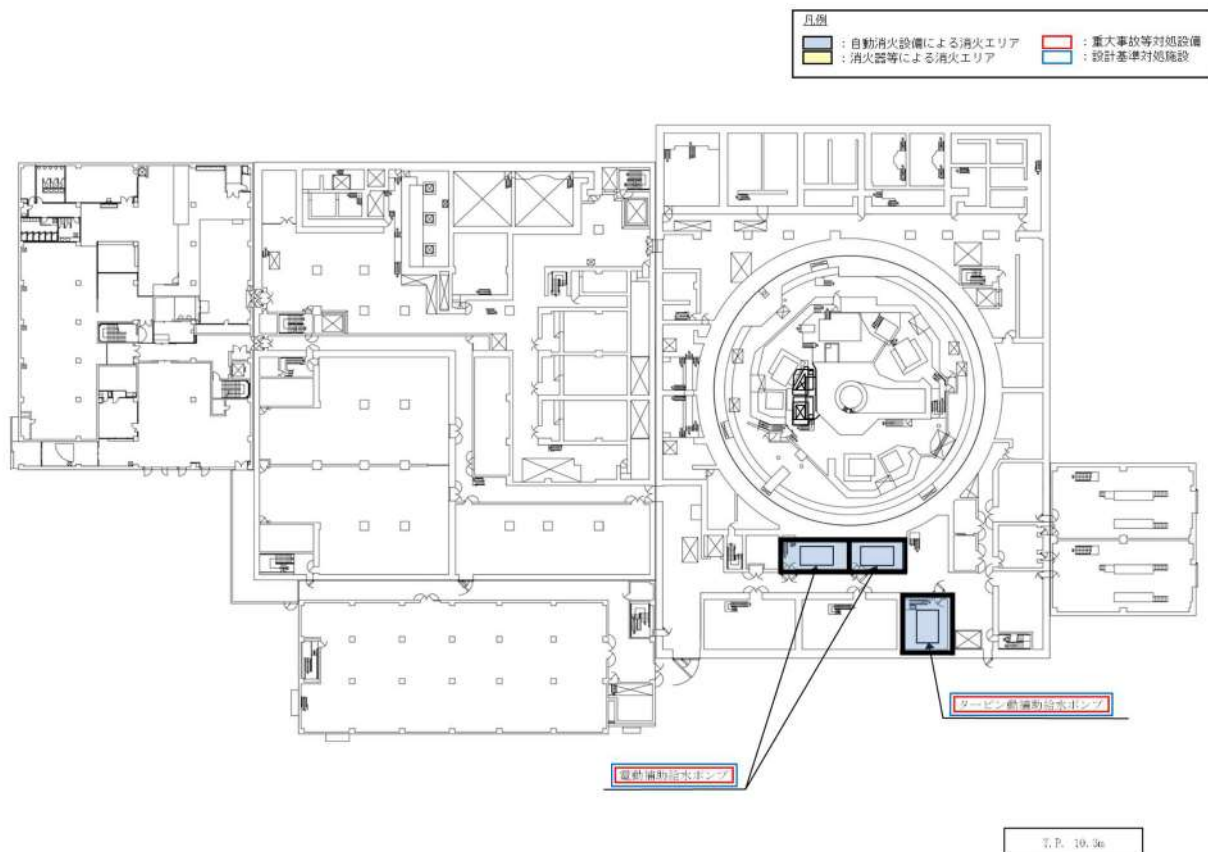 凡例
：自動消火設備による消火エリア
：重大事故等対処設備
：消火器等による消火エリア
：設計基準対処施設
タービン動補助給水ポンプ
電動補助給水ポンプ
T.P. 10.3m